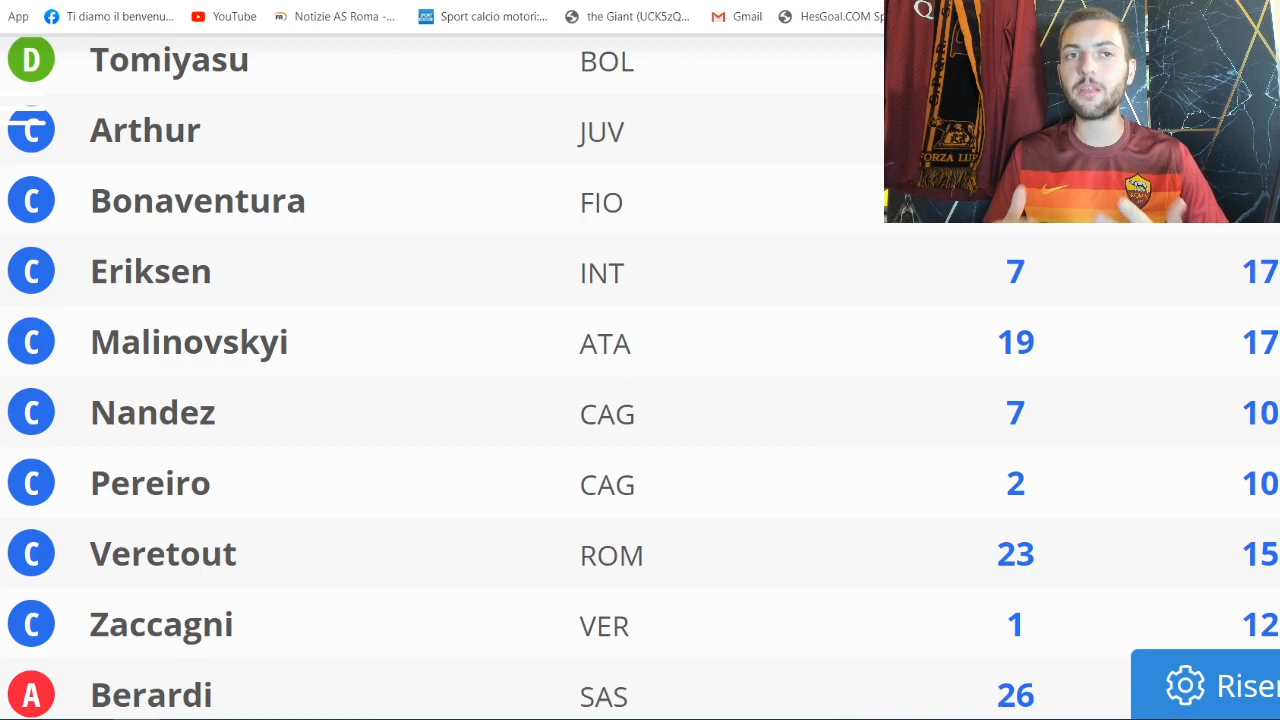 App Ti diamo il benvenu... YouTube Notizie AS Roma -... Sport calcio motori:... the Giant (UCK5zQ... Gmail HesGoal.COM Sp
D Tomiyasu BOL
C Arthur JUV
C Bonaventura FIO
C Eriksen INT 7 17
C Malinovskyi ATA 19 17
C Nandez CAG 7 10
C Pereiro CAG 2 10
C Veretout ROM 23 15
C Zaccagni VER 1 12
A Berardi SAS 26
Riser
FORZA LUP